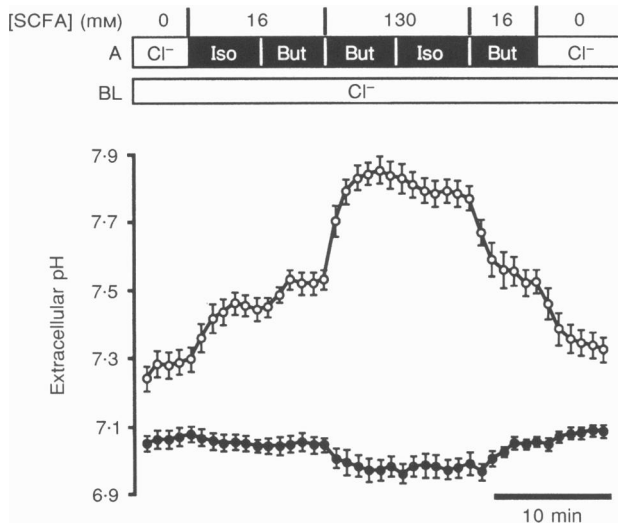 [SCFA] (mM) 0 16 130 16 0
A Cl⁻ Iso But But Iso But Cl⁻
BL Cl⁻
Extracellular pH
7·9
7·7
7·5
7·3
7·1
6·9
10 min